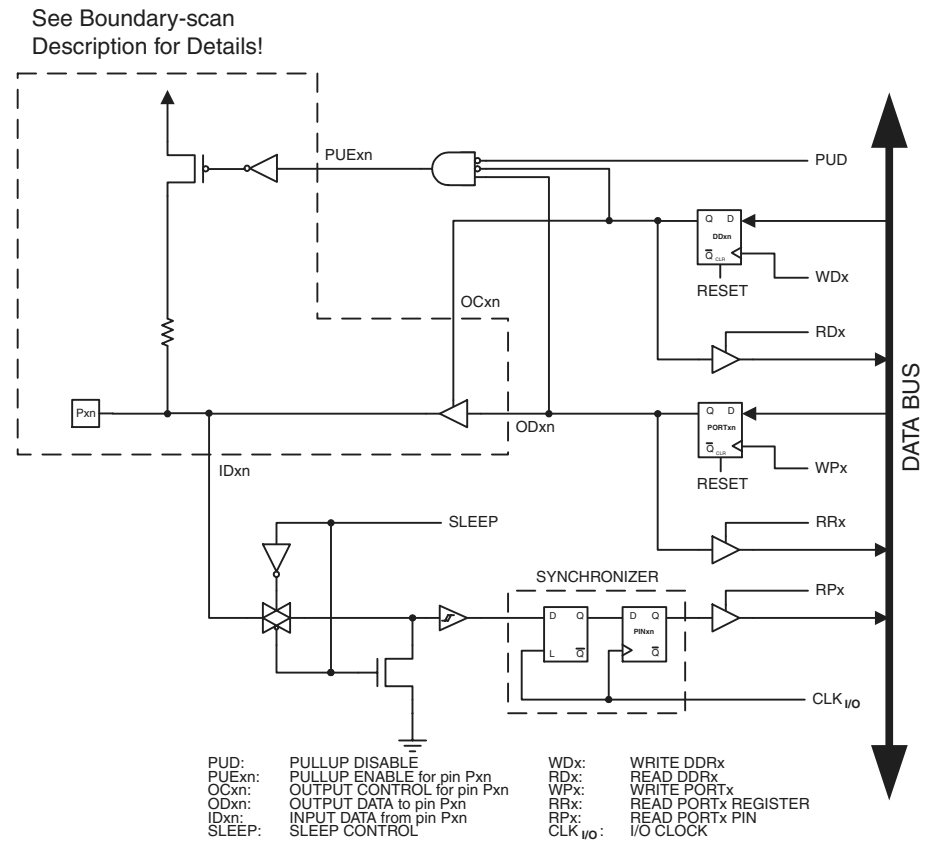 See Boundary-scan
Description for Details!
PUExn
PUD
Q D
DDxn
Q
CLR
WDx
RESET
OCxn
RDx
DATA BUS
Pxn
Q D
PORTxn
ODxn
Q
CLR
WPx
RESET
IDxn
SLEEP
RRx
SYNCHRONIZER
RPx
D Q
D Q
PINxn
L Q
Q
CLK I/O
PUD: PULLUP DISABLE
PUExn: PULLUP ENABLE for pin Pxn
OCxn: OUTPUT CONTROL for pin Pxn
ODxn: OUTPUT DATA to pin Pxn
IDxn: INPUT DATA from pin Pxn
SLEEP: SLEEP CONTROL
WDx: WRITE DDRx
RDx: READ DDRx
WPx: WRITE PORTx
RRx: READ PORTx REGISTER
RPx: READ PORTx PIN
CLK I/O: I/O CLOCK